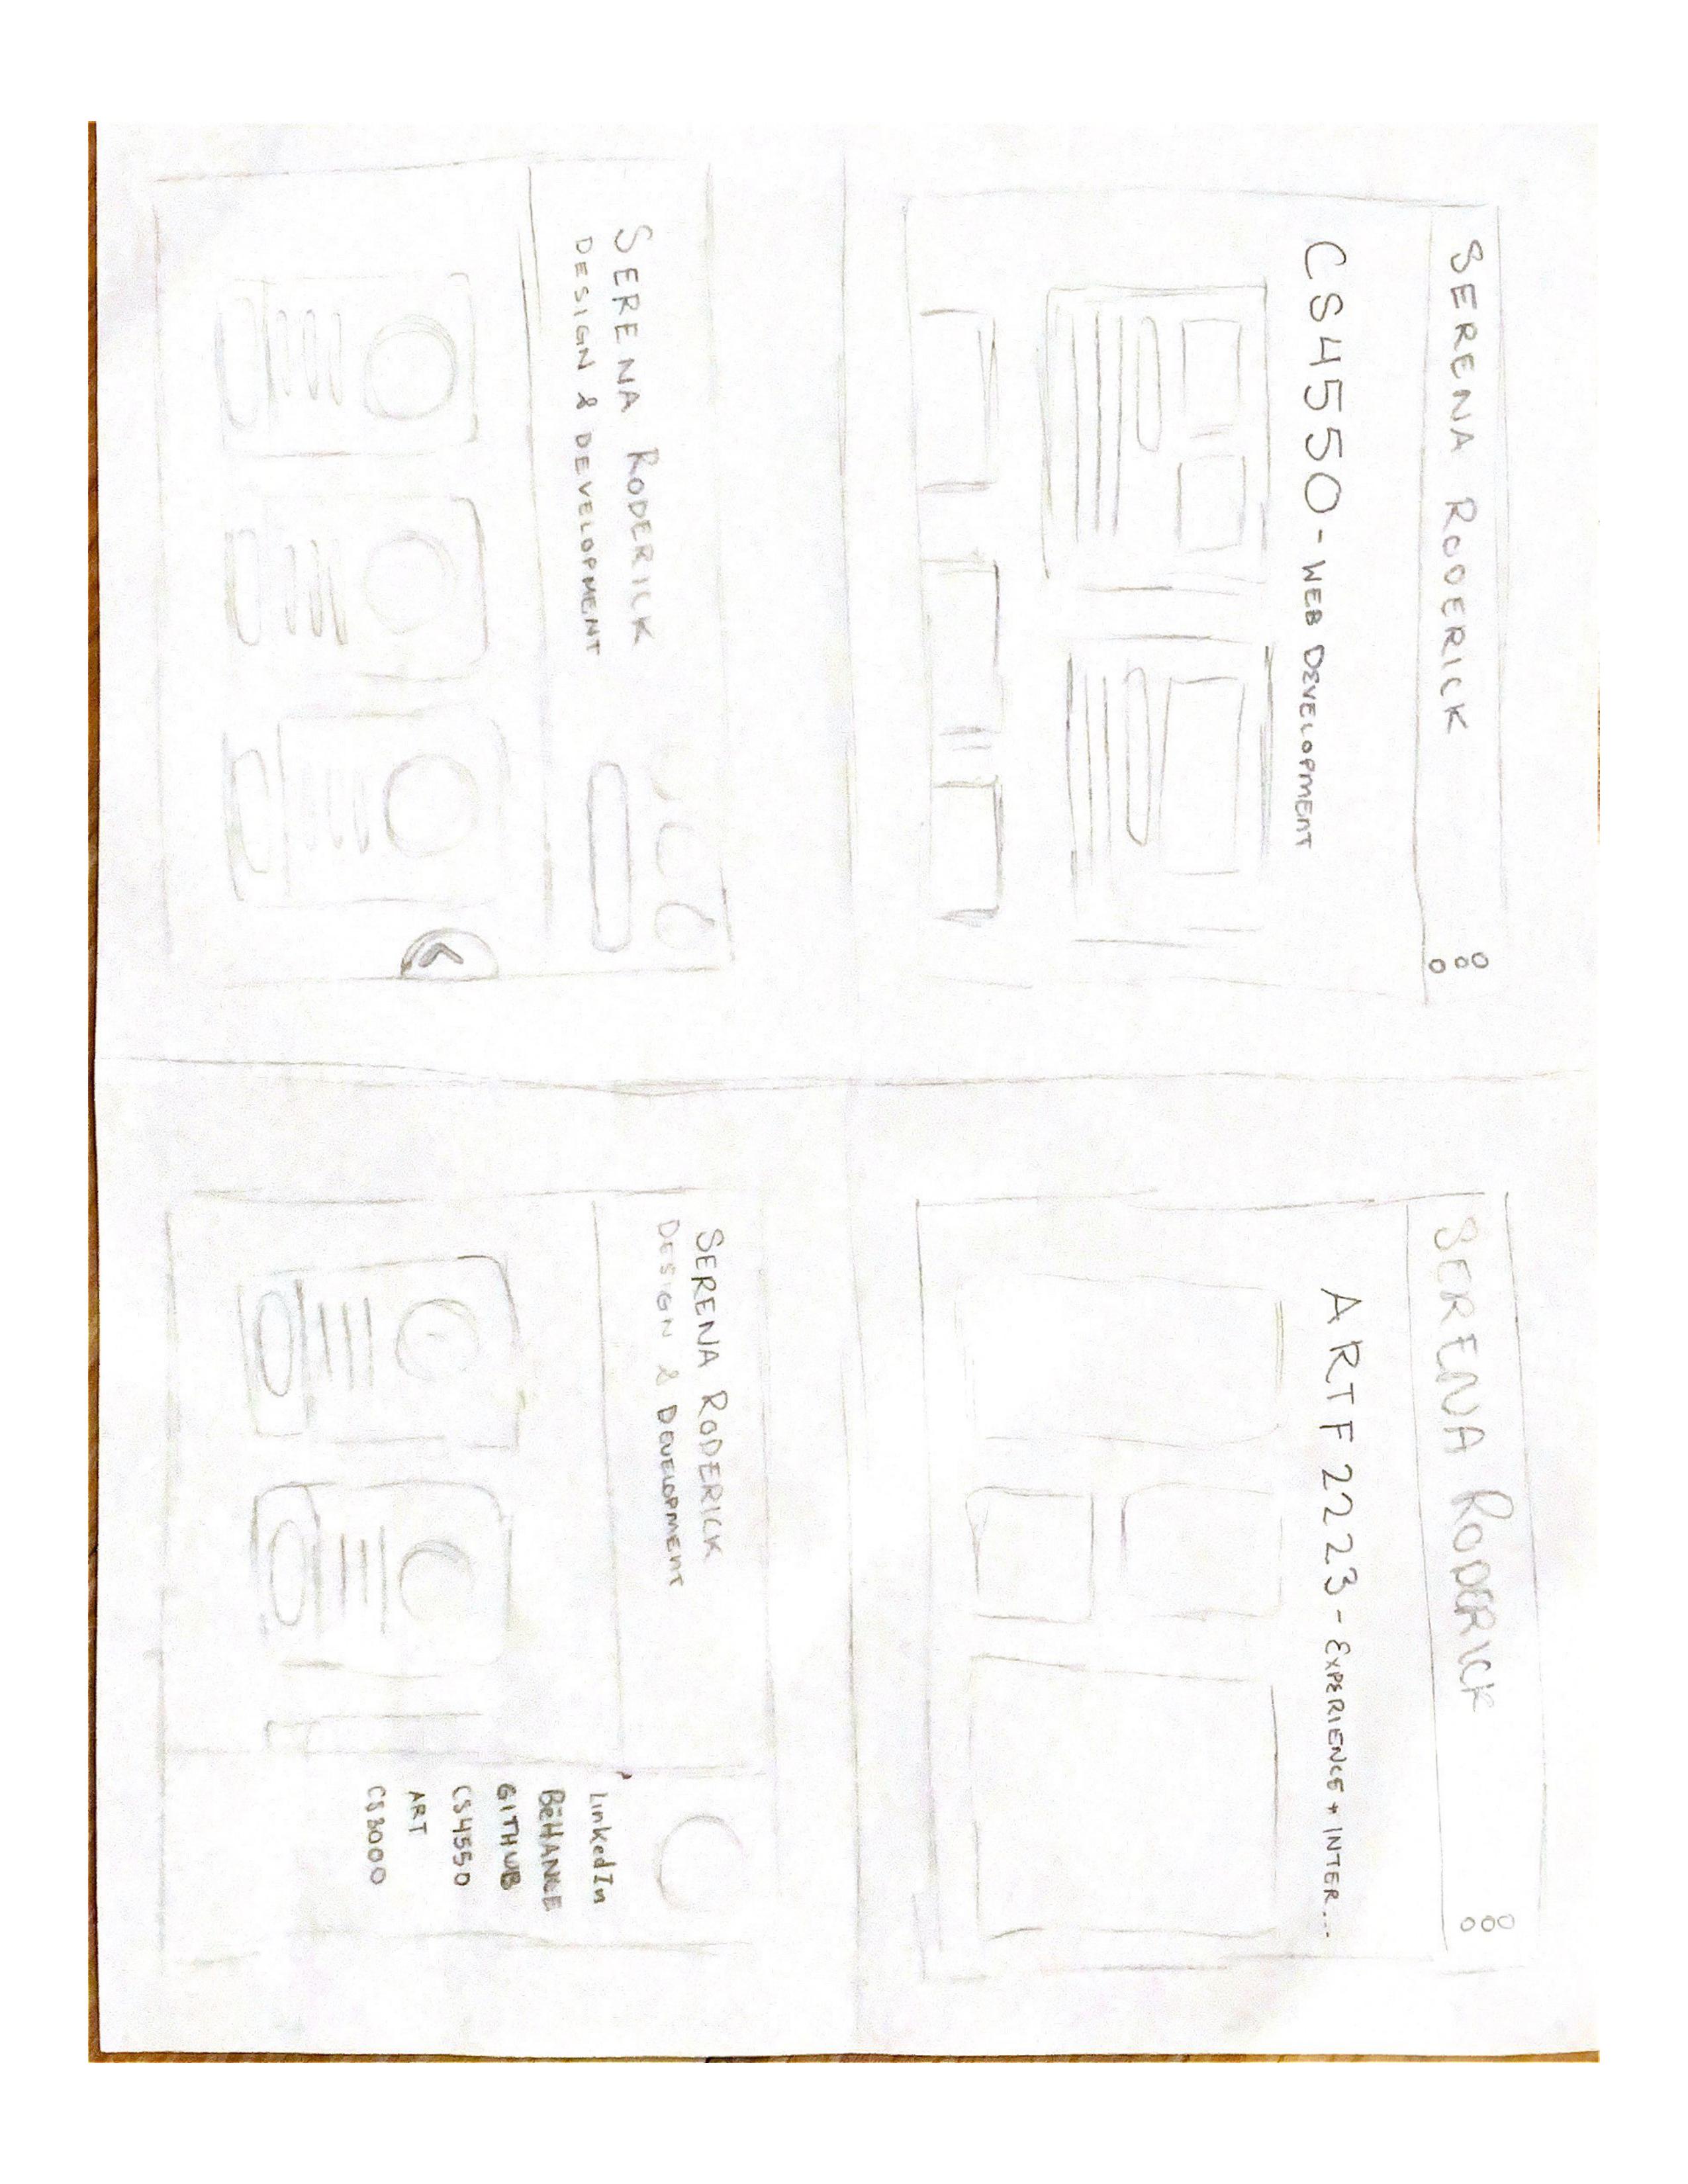 SERENA RODERICK
CS4550 - WEB DEVELOPMENT
SERENA RODERICK
ARTF 2223 - EXPERIENCE + INTER...
SERENA RODERICK
DESIGN & DEVELOPMENT
SERENA RODERICK
DESIGN & DEVELOPMENT
LinkedIn
BēHANCE
GITHUB
CS4550
ART
CS3000